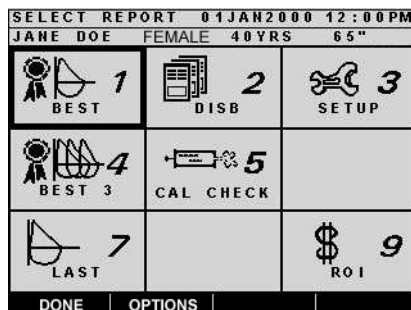 SELECT REPORT 01JAN2000 12:00PM
JANE DOE FEMALE 40YRS 65"
1 2 3
BEST DISB SETUP
4 5
BEST 3 CAL CHECK
7 $ 9
LAST ROI
DONE OPTIONS